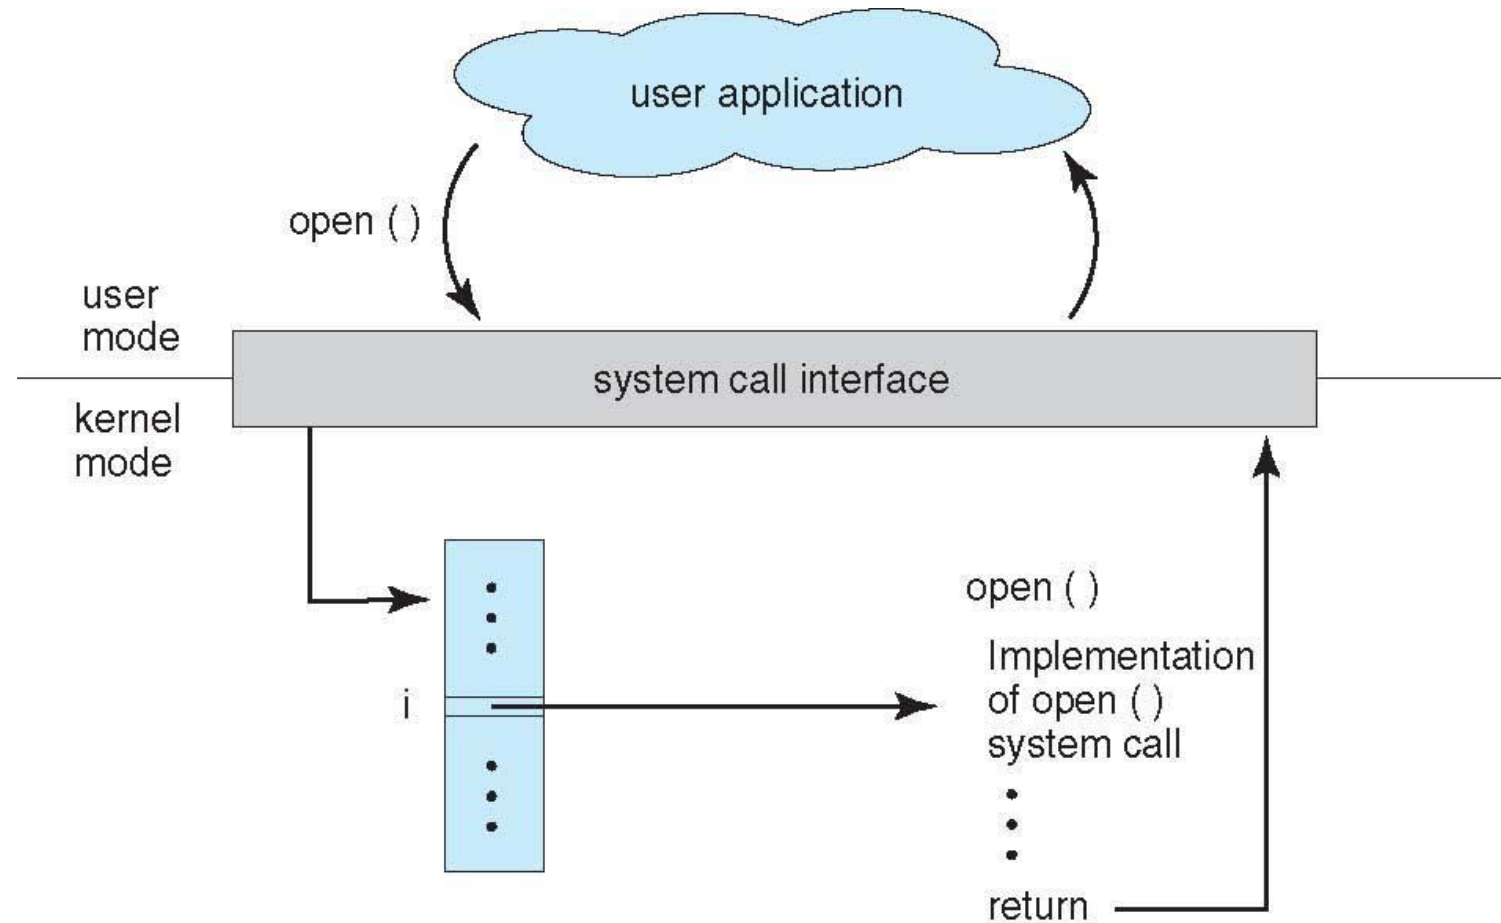 user application
open ( )
user
mode
system call interface
kernel
mode
open ( )
Implementation
i
of open ( )
system call
return